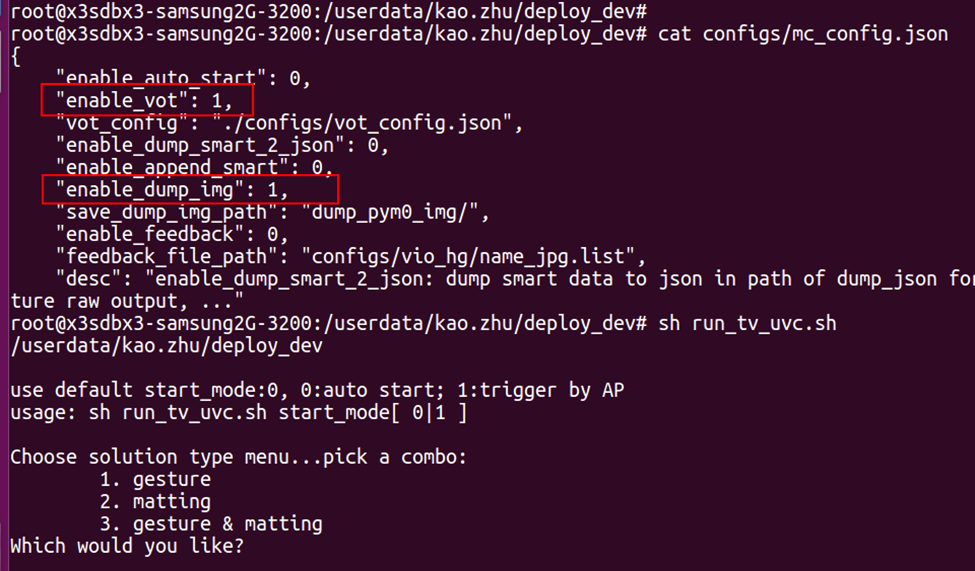 root@x3sdbx3-samsung2G-3200:/userdata/kao.zhu/deploy_dev#
root@x3sdbx3-samsung2G-3200:/userdata/kao.zhu/deploy_dev# cat configs/mc_config.json
{
"enable_auto_start": 0,
"enable_vot": 1,
"vot_config": "./configs/vot_config.json",
"enable_dump_smart_2_json": 0,
"enable_append_smart": 0,
"enable_dump_img": 1,
"save_dump_img_path": "dump_pym0_img/",
"enable_feedback": 0,
"feedback_file_path": "configs/vio_hg/name_jpg.list",
"desc": "enable_dump_smart_2_json: dump smart data to json in path of dump_json for
ture raw output, ..."
root@x3sdbx3-samsung2G-3200:/userdata/kao.zhu/deploy_dev# sh run_tv_uvc.sh
/userdata/kao.zhu/deploy_dev
use default start_mode:0, 0:auto start; 1:trigger by AP
usage: sh run_tv_uvc.sh start_mode[ 0|1 ]
Choose solution type menu...pick a combo:
1. gesture
2. matting
3. gesture & matting
Which would you like?